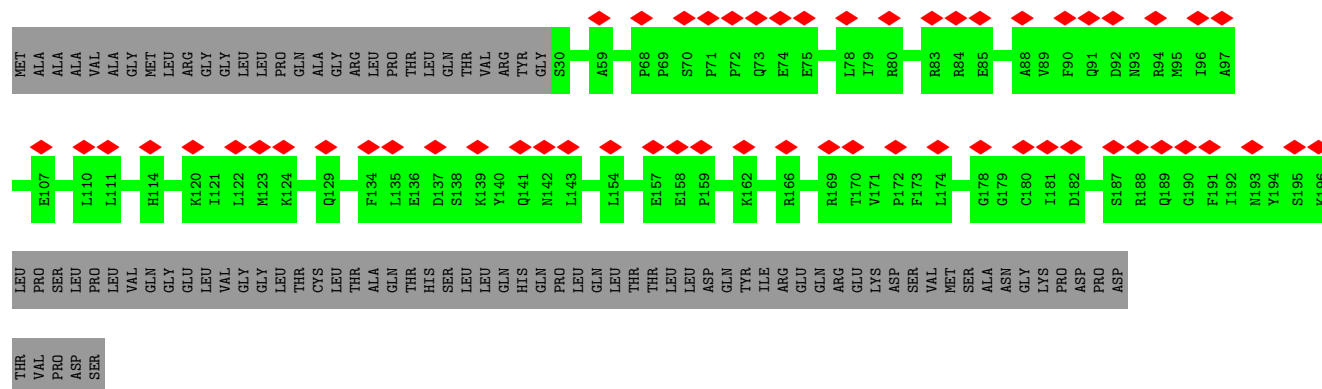 MET ALA ALA ALA VAL ALA GLY MET LEU ARG GLY GLY LEU LEU PRO GLN ALA GLY ARG LEU PRO THR LEU GLN THR VAL ARG TYR GLY S30 A59 P68 P69 S70 P71 P72 Q73 E74 E75 L78 I79 R80 R83 R84 E85 A88 V89 F90 Q91 D92 N93 R94 M95 I96 A97
E107 L110 L111 H114 K120 I121 L122 M123 K124 Q129 F134 L135 E136 D137 S138 K139 Y140 Q141 N142 L143 L154 E157 E158 P159 K162 R166 R169 T170 V171 P172 F173 L174 G178 G179 C180 I181 D182 S187 R188 Q189 G190 F191 I192 N193 Y194 S195 K196
LEU PRO SER LEU PRO LEU VAL GLN GLY GLU LEU VAL GLY GLY LEU THR CYS LEU THR ALA GLN THR HIS SER LEU LEU GLN HIS GLN PRO LEU GLN LEU THR THR LEU LEU ASP GLN TYR ILE ARG GLU GLN ARG GLU LYS ASP SER VAL MET SER ALA ASN GLY LYS PRO ASP PRO ASP
THR VAL PRO ASP SER